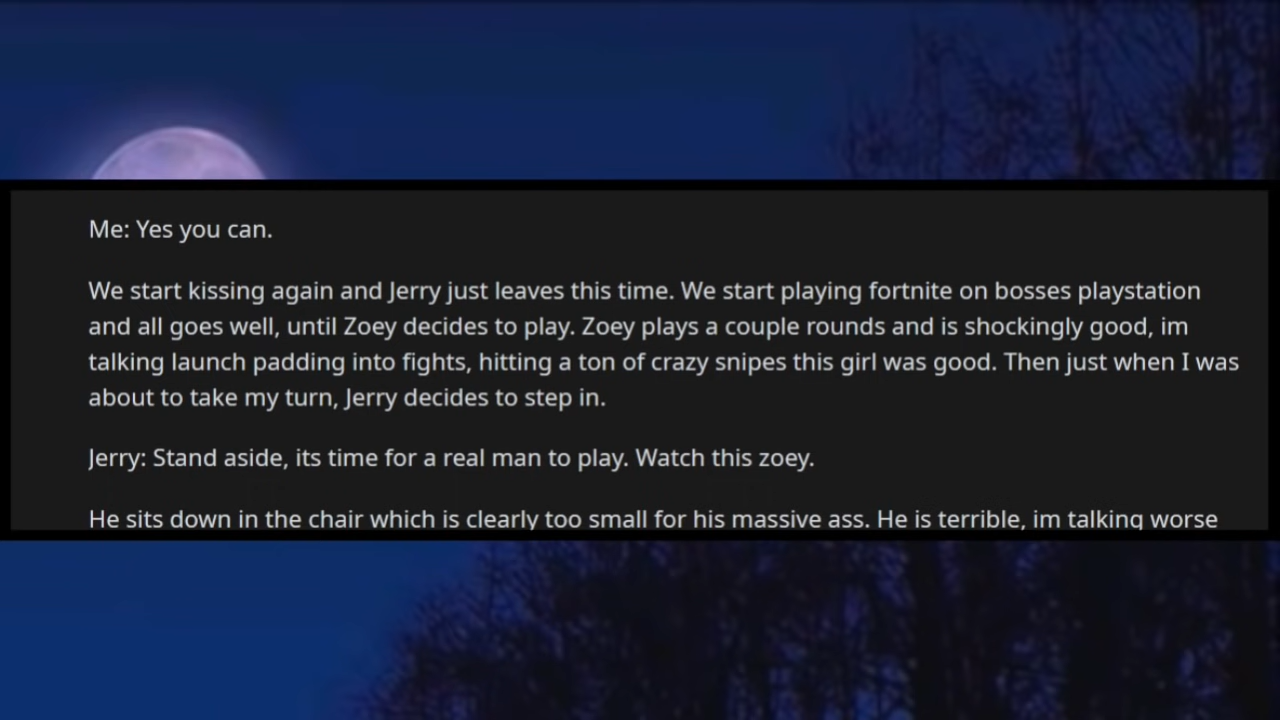 Me: Yes you can.
We start kissing again and Jerry just leaves this time. We start playing fortnite on bosses playstation
and all goes well, until Zoey decides to play. Zoey plays a couple rounds and is shockingly good, im
talking launch padding into fights, hitting a ton of crazy snipes this girl was good. Then just when I was
about to take my turn, Jerry decides to step in.
Jerry: Stand aside, its time for a real man to play. Watch this zoey.
He sits down in the chair which is clearly too small for his massive ass. He is terrible, im talking worse